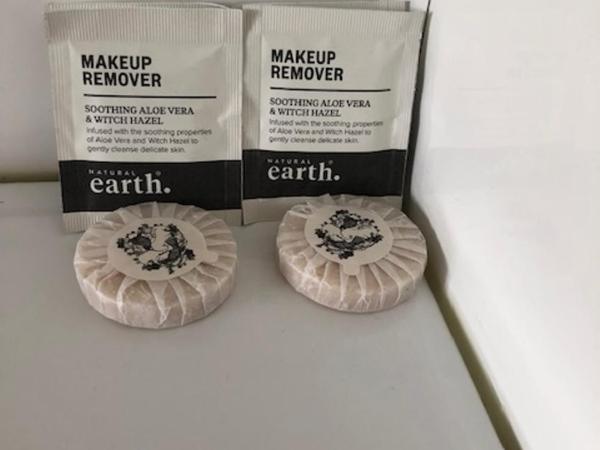 MAKEUP
REMOVER
SOOTHING ALOE VERA
& WITCH HAZEL
Infused with the soothing properties
of Aloe Vera and Witch Hazel to
gently cleanse delicate skin.
NATURAL
earth.
MAKEUP
REMOVER
SOOTHING ALOE VERA
& WITCH HAZEL
Infused with the soothing properties
of Aloe Vera and Witch Hazel to
gently cleanse delicate skin.
NATURAL ®
earth.